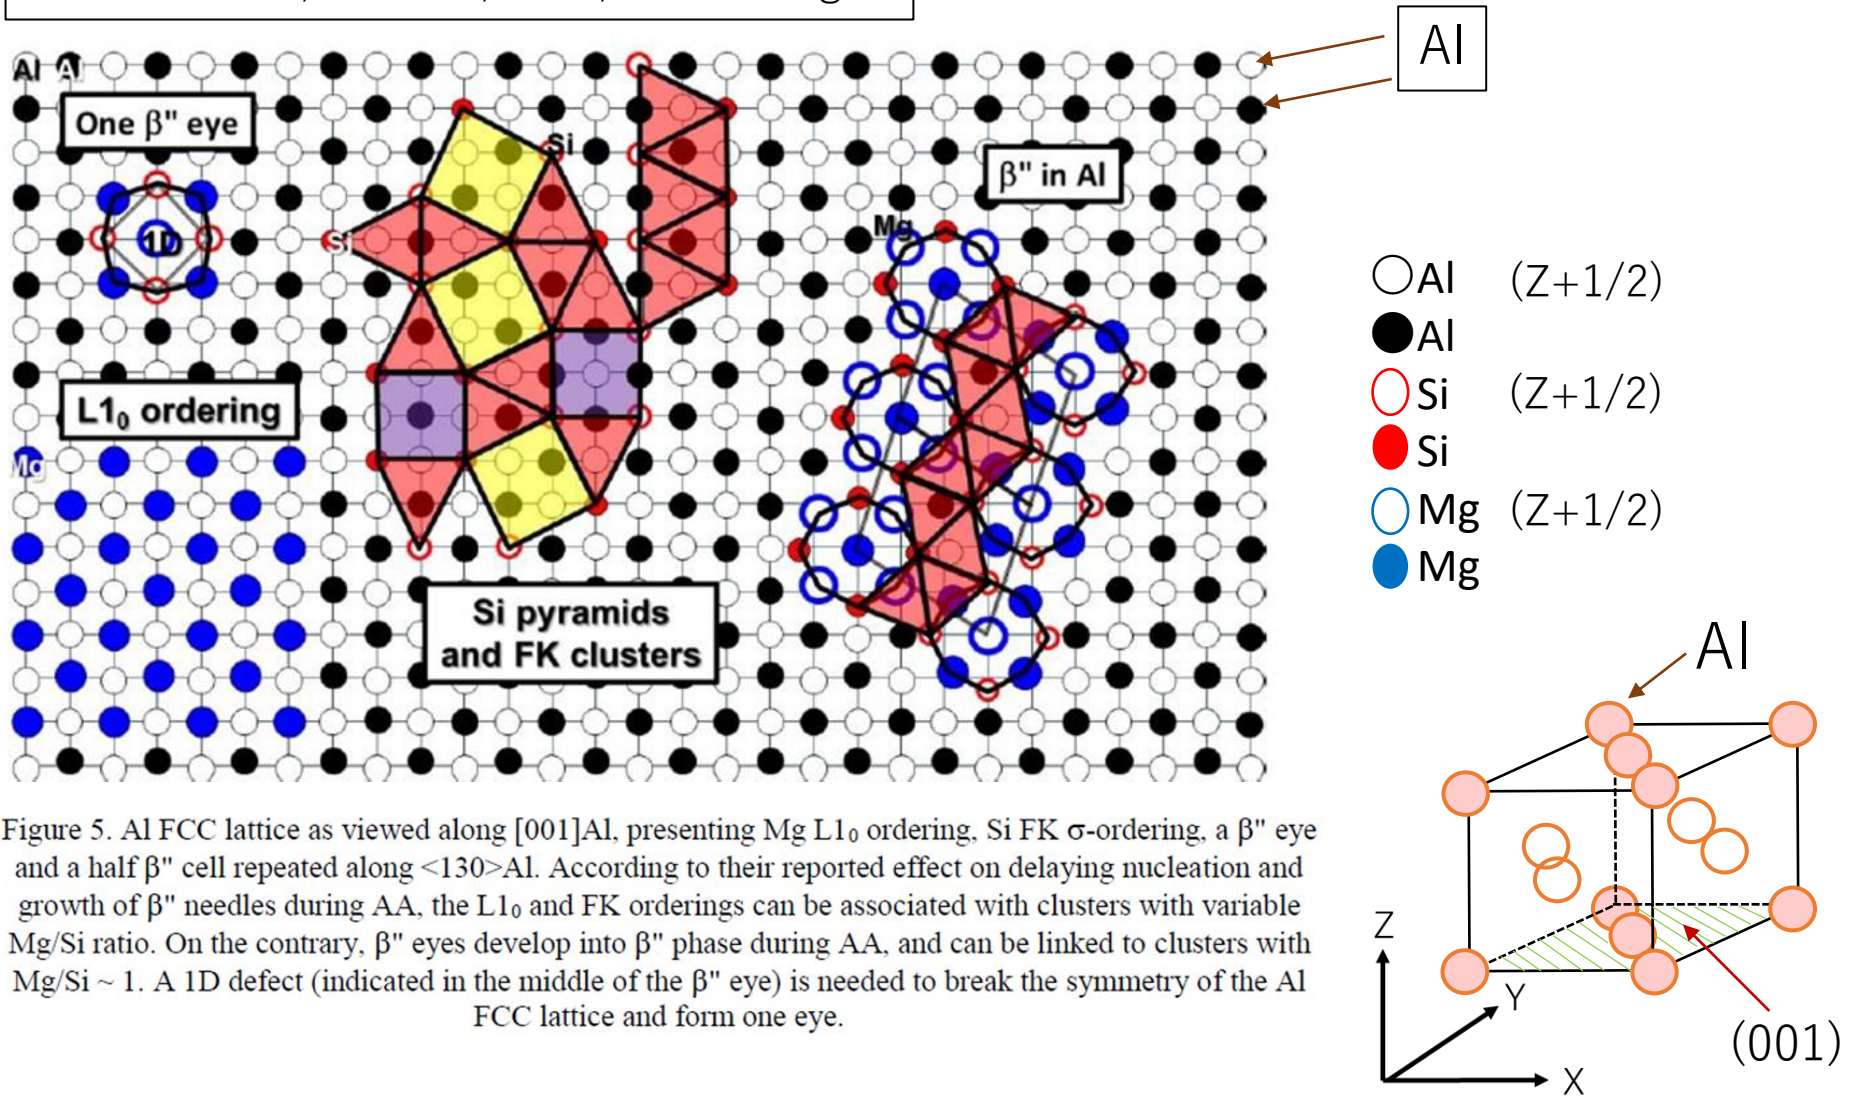 Al
Al Al
One β" eye
Si
β" in Al
1D
Si
Mg
L1₀ ordering
Mg
Si pyramids
and FK clusters
Al (Z+1/2)
Al
Si (Z+1/2)
Si
Mg (Z+1/2)
Mg
Al
Z
Y
X
(001)
Figure 5. Al FCC lattice as viewed along [001]Al, presenting Mg L1₀ ordering, Si FK σ-ordering, a β" eye
and a half β" cell repeated along <130>Al. According to their reported effect on delaying nucleation and
growth of β" needles during AA, the L1₀ and FK orderings can be associated with clusters with variable
Mg/Si ratio. On the contrary, β" eyes develop into β" phase during AA, and can be linked to clusters with
Mg/Si ~ 1. A 1D defect (indicated in the middle of the β" eye) is needed to break the symmetry of the Al
FCC lattice and form one eye.